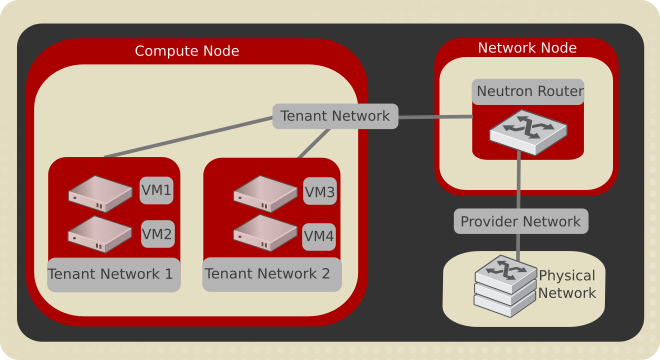 Compute Node
Network Node
Neutron Router
Tenant Network
VM1
VM3
VM2
VM4
Tenant Network 1
Tenant Network 2
Provider Network
Physical
Network